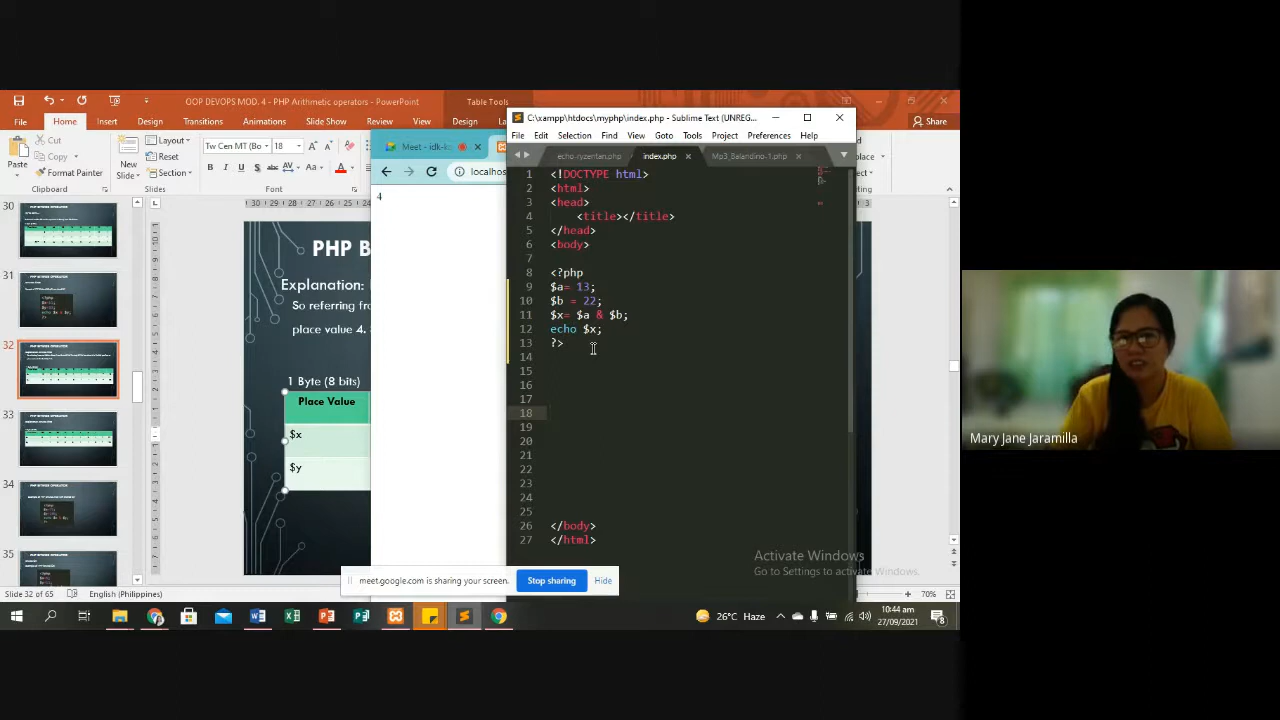 OOP DEVOPS MOD. 4 - PHP Arithmetic operators - PowerPoint
Table Tools
File
Home
Insert
Design
Transitions
Animations
Slide Show
Review
View
Design
Share
Paste
Cut
Copy
Format Painter
Clipboard
New
Layout
Reset
Section
Slides
Tw Cen MT (Bo
18
Font
Meet - idk-k
localhos
4
C:\xampp\htdocs\myphp\index.php - Sublime Text (UNREG...
File Edit Selection Find View Goto Tools Project Preferences Help
echo-ryzentan.php
index.php
Mp3_Balandino-1.php
1 <!DOCTYPE html>
2 <html>
3 <head>
4 <title></title>
5 </head>
6 <body>
7
8 <?php
9 $a= 13;
10 $b = 22;
11 $x= $a & $b;
12 echo $x;
13 ?>
14
15
16
17
18
19
20
21
22
23
24
25
26 </body>
27 </html>
30
31
32
33
34
35
PHP B
Explanation:
So referring fro
place value 4.
1 Byte (8 bits)
Place Value
$x
$y
meet.google.com is sharing your screen.
Stop sharing
Hide
Activate Windows
Go to Settings to activate Windows.
Slide 32 of 65
English (Philippines)
70%
26°C Haze
10:44 am
27/09/2021
8
Mary Jane Jaramilla